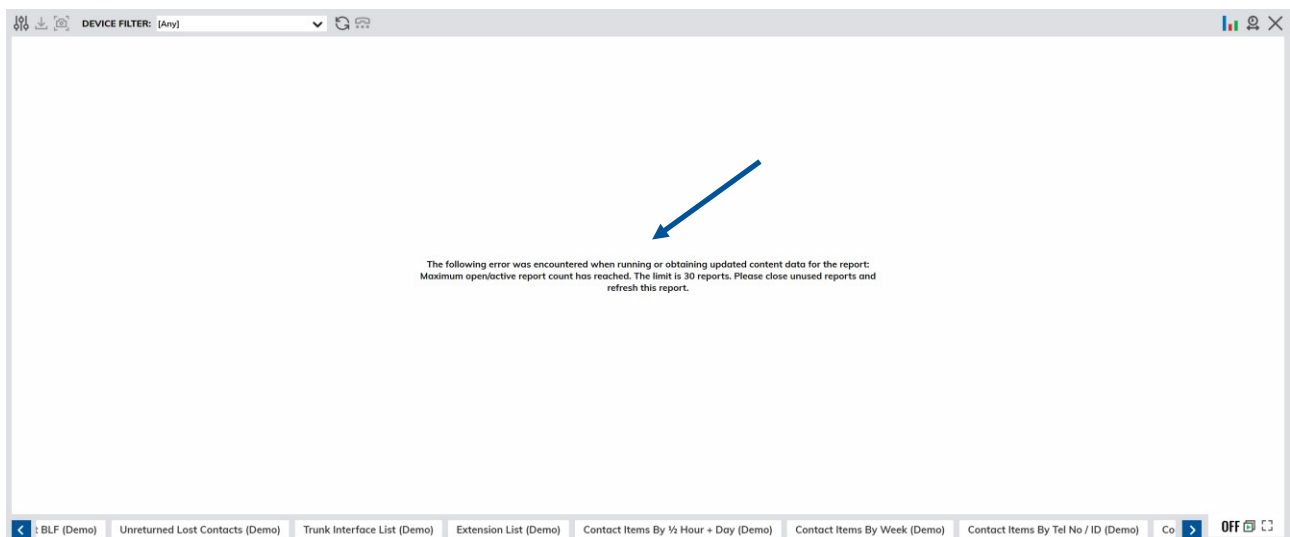 DEVICE FILTER: [Any]
The following error was encountered when running or obtaining updated content data for the report:
Maximum open/active report count has reached. The limit is 30 reports. Please close unused reports and
refresh this report.
t BLF (Demo) Unreturned Lost Contacts (Demo) Trunk Interface List (Demo) Extension List (Demo) Contact Items By ½ Hour + Day (Demo) Contact Items By Week (Demo) Contact Items By Tel No / ID (Demo) Co OFF